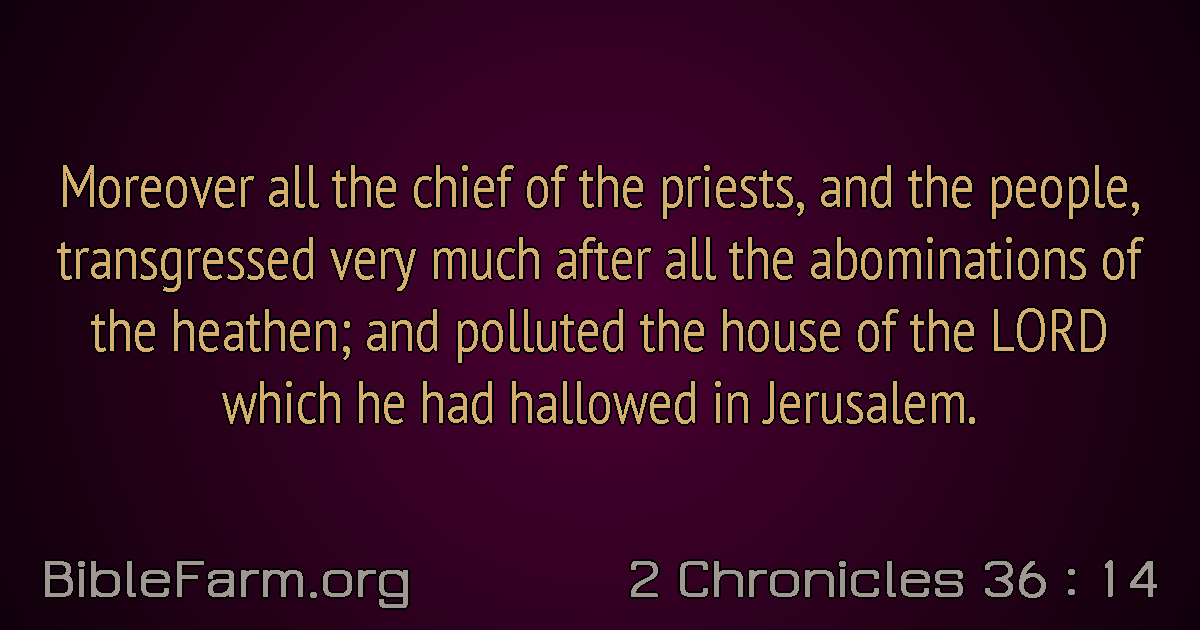 Moreover all the chief of the priests, and the people,
transgressed very much after all the abominations of
the heathen; and polluted the house of the LORD
which he had hallowed in Jerusalem.
BibleFarm.org
2 Chronicles 36 : 14